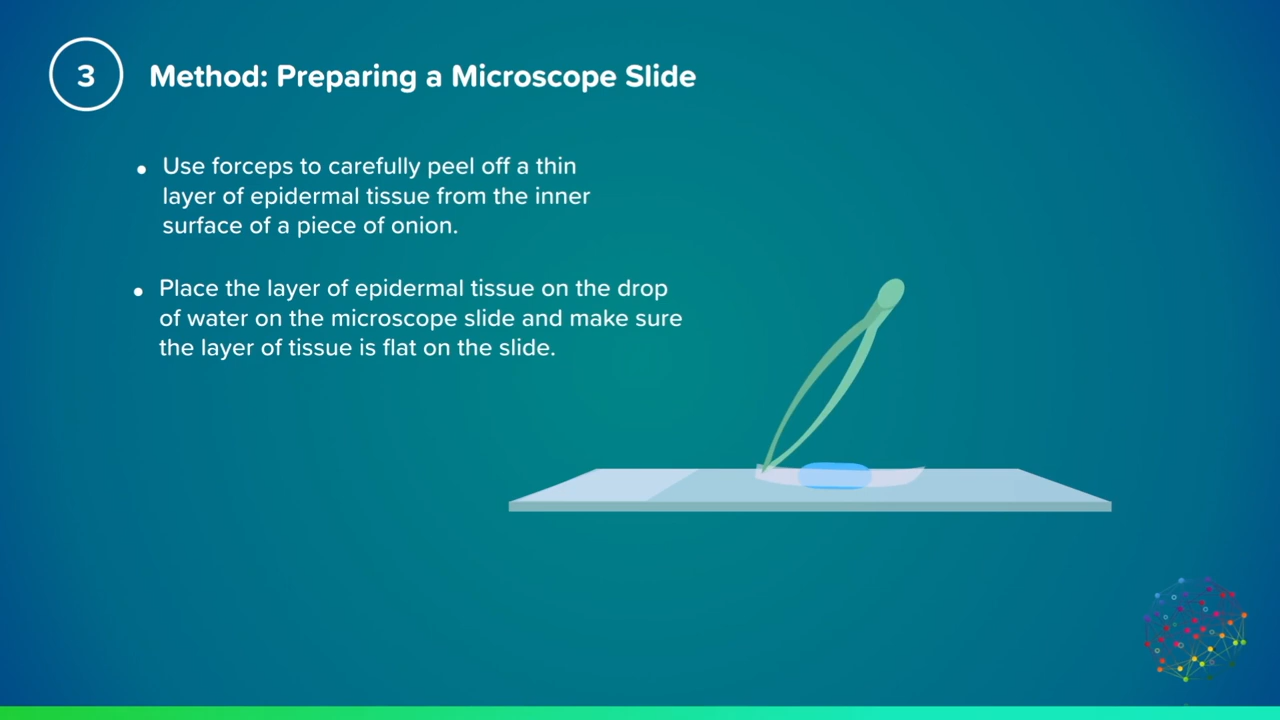 3
Method: Preparing a Microscope Slide
• Use forceps to carefully peel off a thin
layer of epidermal tissue from the inner
surface of a piece of onion.
• Place the layer of epidermal tissue on the drop
of water on the microscope slide and make sure
the layer of tissue is flat on the slide.